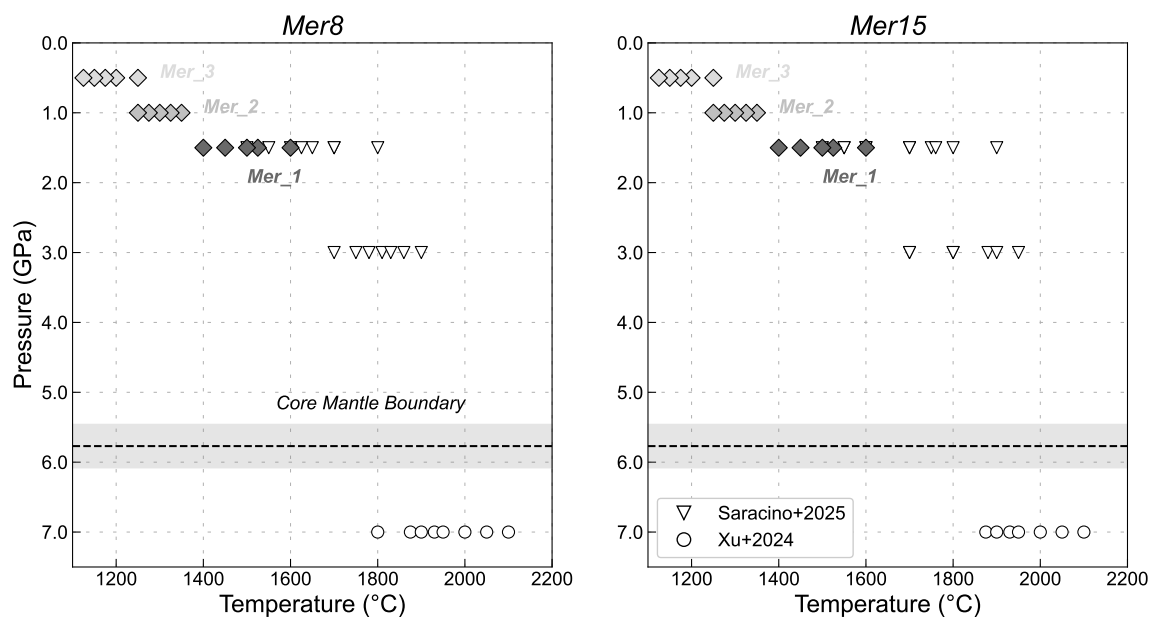 Mer8
Mer15
Pressure (GPa)
0.0
1.0
2.0
3.0
4.0
5.0
6.0
7.0
Mer_3
Mer_2
Mer_1
Core Mantle Boundary
1200 1400 1600 1800 2000 2200
Temperature (°C)
0.0
1.0
2.0
3.0
4.0
5.0
6.0
7.0
Mer_3
Mer_2
Mer_1
Saracino+2025
Xu+2024
1200 1400 1600 1800 2000 2200
Temperature (°C)